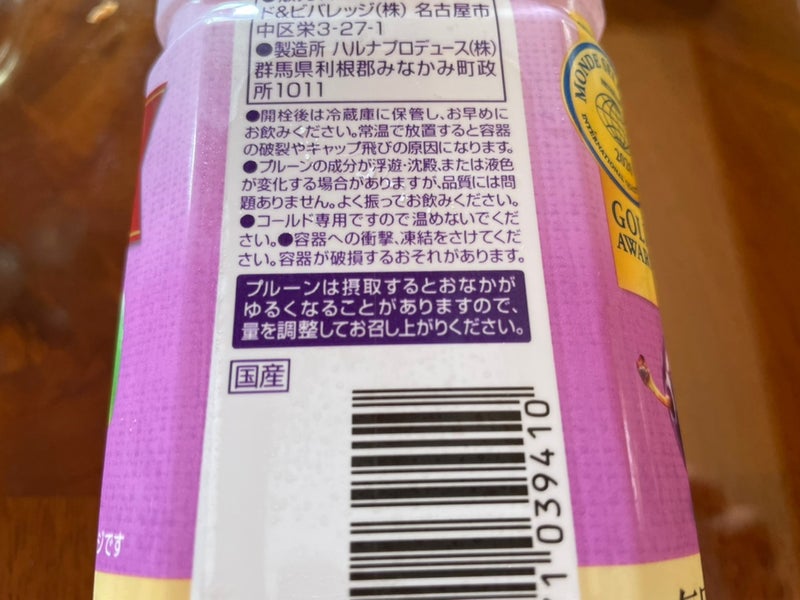 ド&ビバレッジ(株) 名古屋市
中区栄3-27-1
●製造所 ハルナプロデュース(株)
群馬県利根郡みなかみ町政
所1011
●開栓後は冷蔵庫に保管し、お早めに
お飲みください。常温で放置すると容器
の破裂やキャップ飛びの原因になります。
●プルーンの成分が浮遊・沈殿、または液色
が変化する場合がありますが、品質には問
題ありません。よく振ってお飲みください。
●コールド専用ですので温めないでくだ
さい。●容器への衝撃、凍結をさけてくだ
さい。容器が破損するおそれがあります。
プルーンは摂取するとおなかが
ゆるくなることがありますので、
量を調整してお召し上がりください。
国産
1 039410
MONDE
INTERNATIONAL
GOL
AWAR
ジです